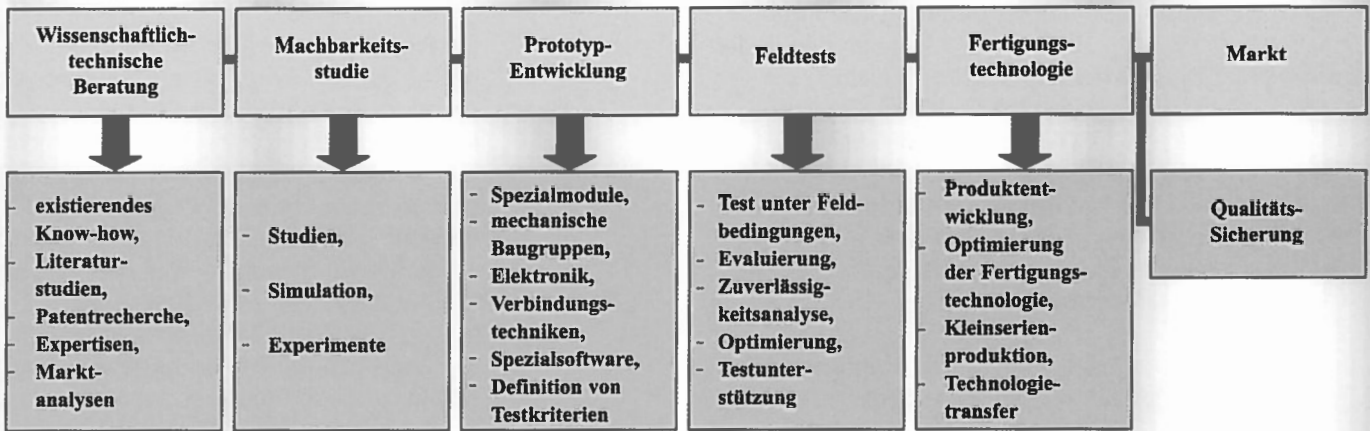 Wissenschaftlich-
technische
Beratung
Machbarkeits-
studie
Prototyp-
Entwicklung
Feldtests
Fertigungs-
technologie
Markt
- existierendes
Know-how,
- Literatur-
studien,
- Patentrecherche,
- Expertisen,
- Markt-
analysen
- Studien,
- Simulation,
- Experimente
- Spezialmodule,
- mechanische
Baugruppen,
- Elektronik,
- Verbindungs-
techniken,
- Spezialsoftware,
- Definition von
Testkriterien
- Test unter Feld-
bedingungen,
- Evaluierung,
- Zuverlässig-
keitsanalyse,
- Optimierung,
- Testunter-
stützung
- Produktent-
wicklung,
- Optimierung
der Fertigungs-
technologie,
- Kleinserien-
produktion,
- Technologie-
transfer
Qualitäts-
Sicherung